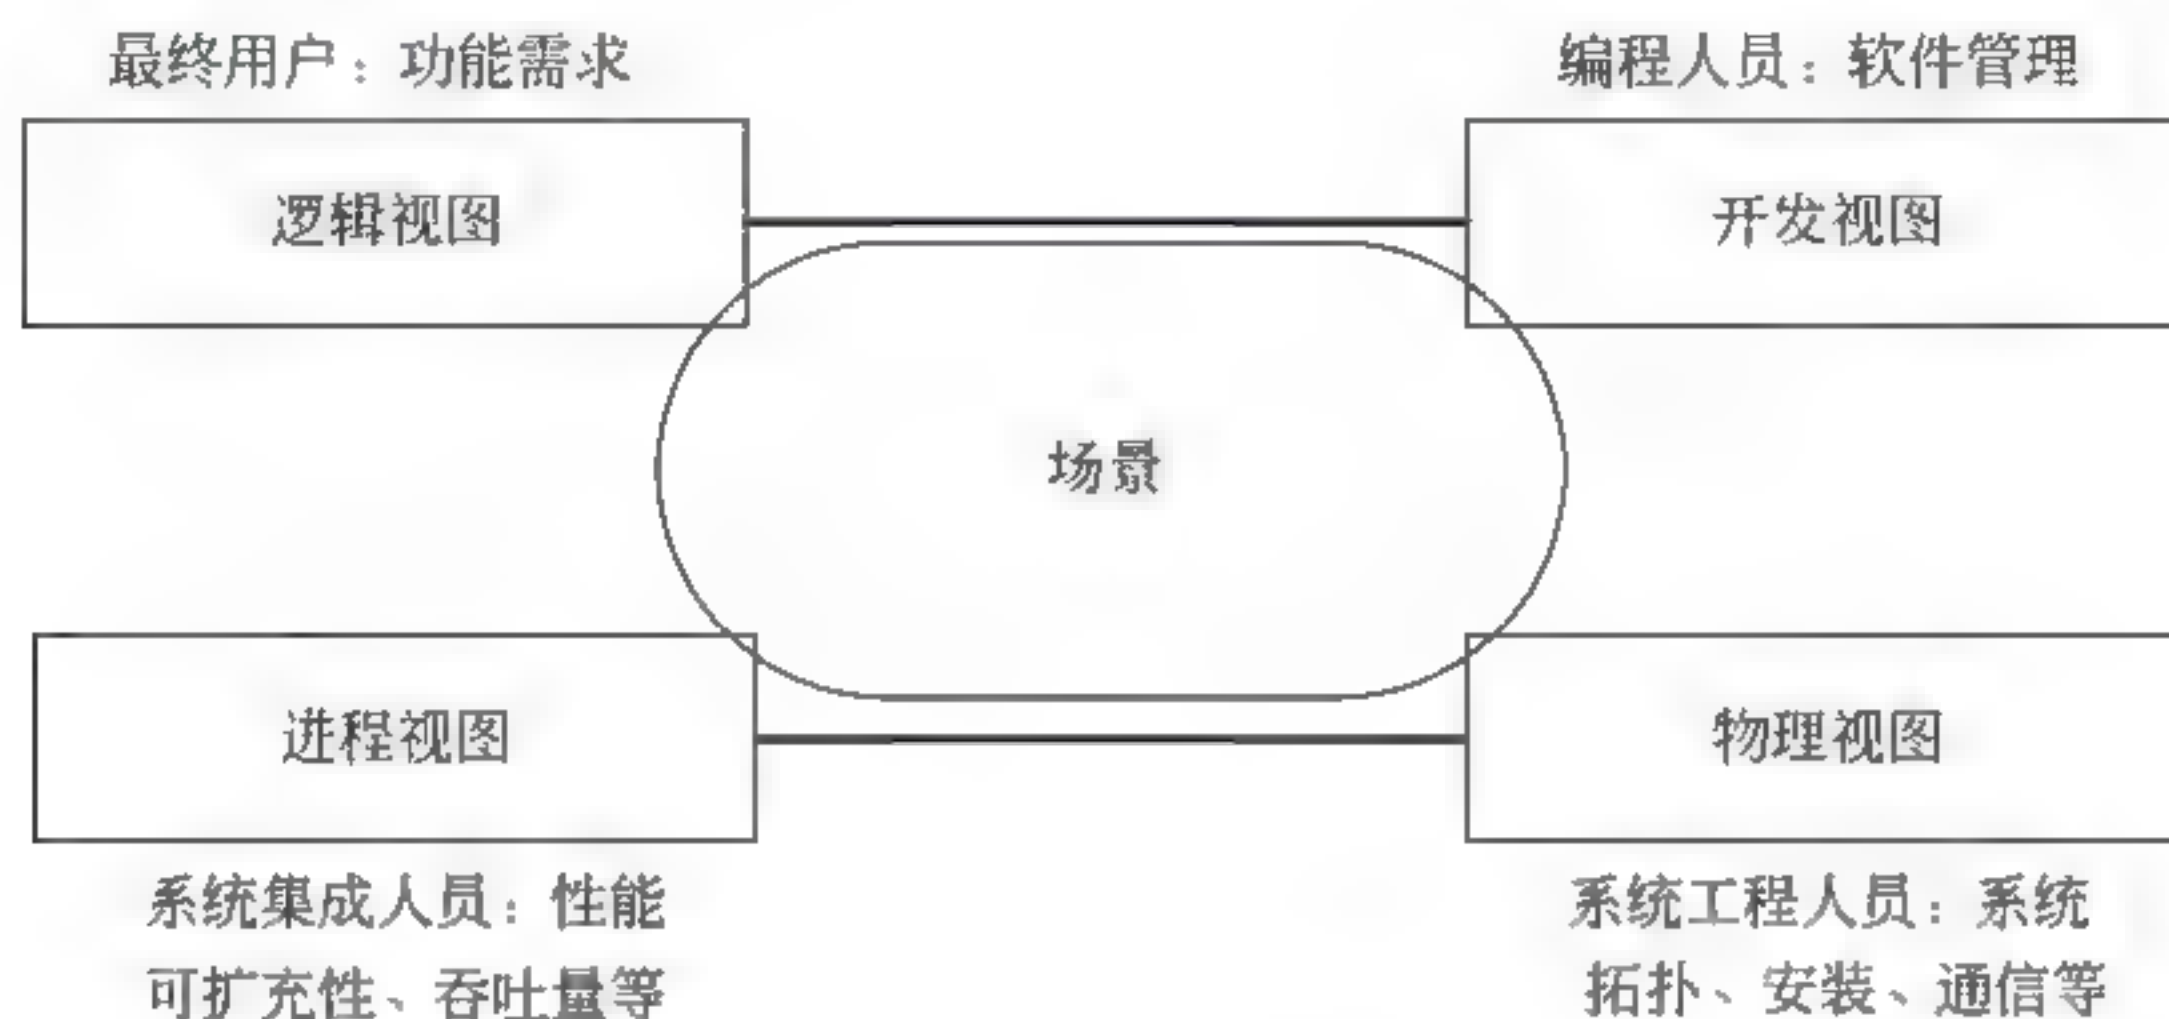 最终用户：功能需求
编程人员：软件管理
逻辑视图
开发视图
场景
进程视图
物理视图
系统集成人员：性能
可扩充性、吞吐量等
系统工程人员：系统
拓扑、安装、通信等